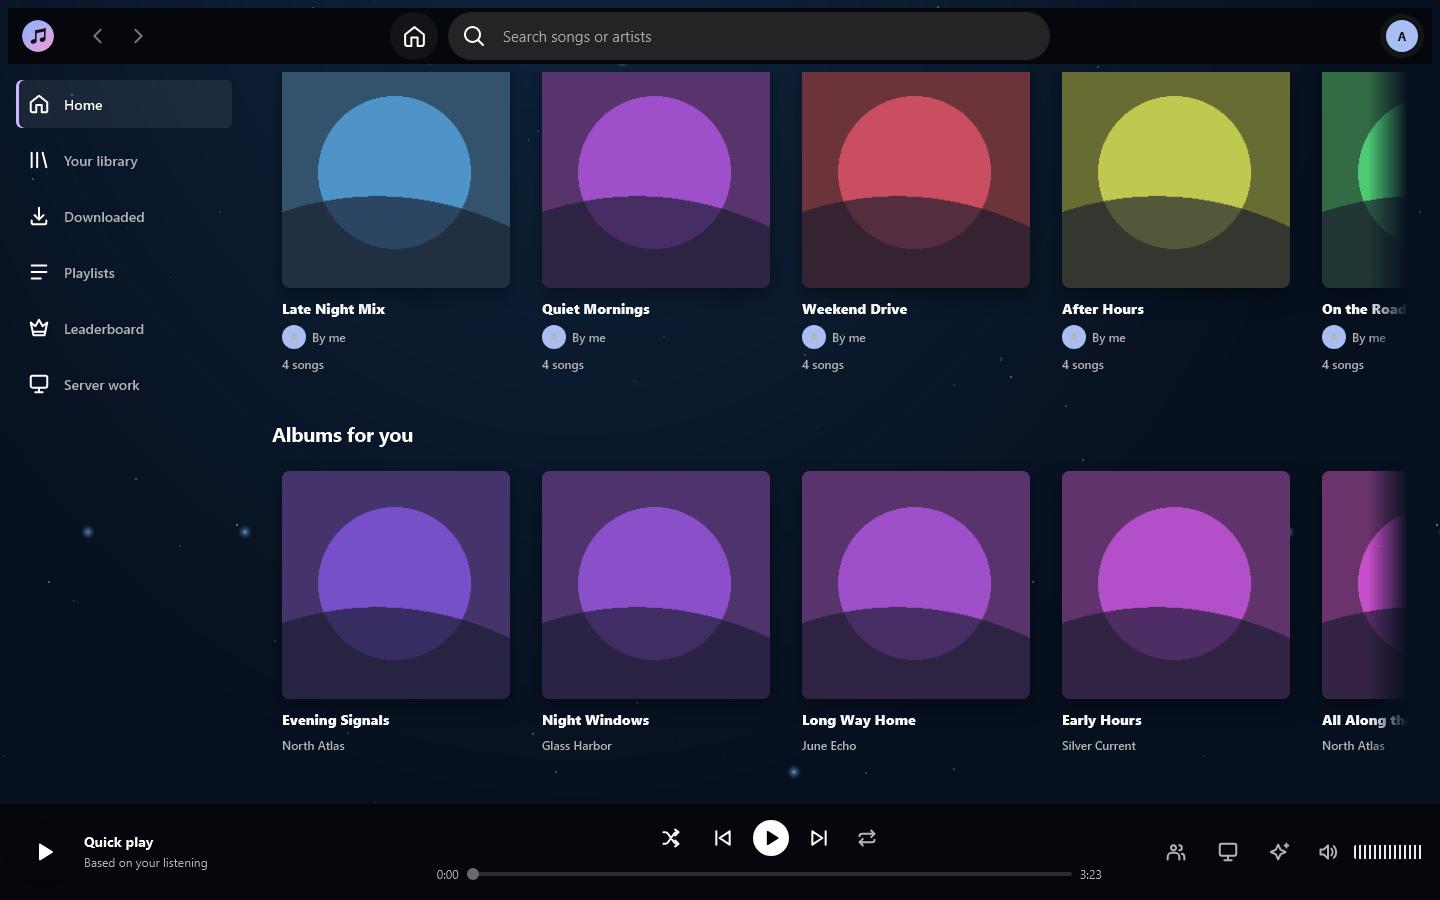 Search songs or artists
A
Home
Your library
Downloaded
Playlists
Leaderboard
Server work
Late Night Mix
A By me
4 songs
Quiet Mornings
A By me
4 songs
Weekend Drive
A By me
4 songs
After Hours
A By me
4 songs
On the Road
A By me
4 songs
Albums for you
Evening Signals
North Atlas
Night Windows
Glass Harbor
Long Way Home
June Echo
Early Hours
Silver Current
All Along th
North Atlas
Quick play
Based on your listening
0:00
3:23